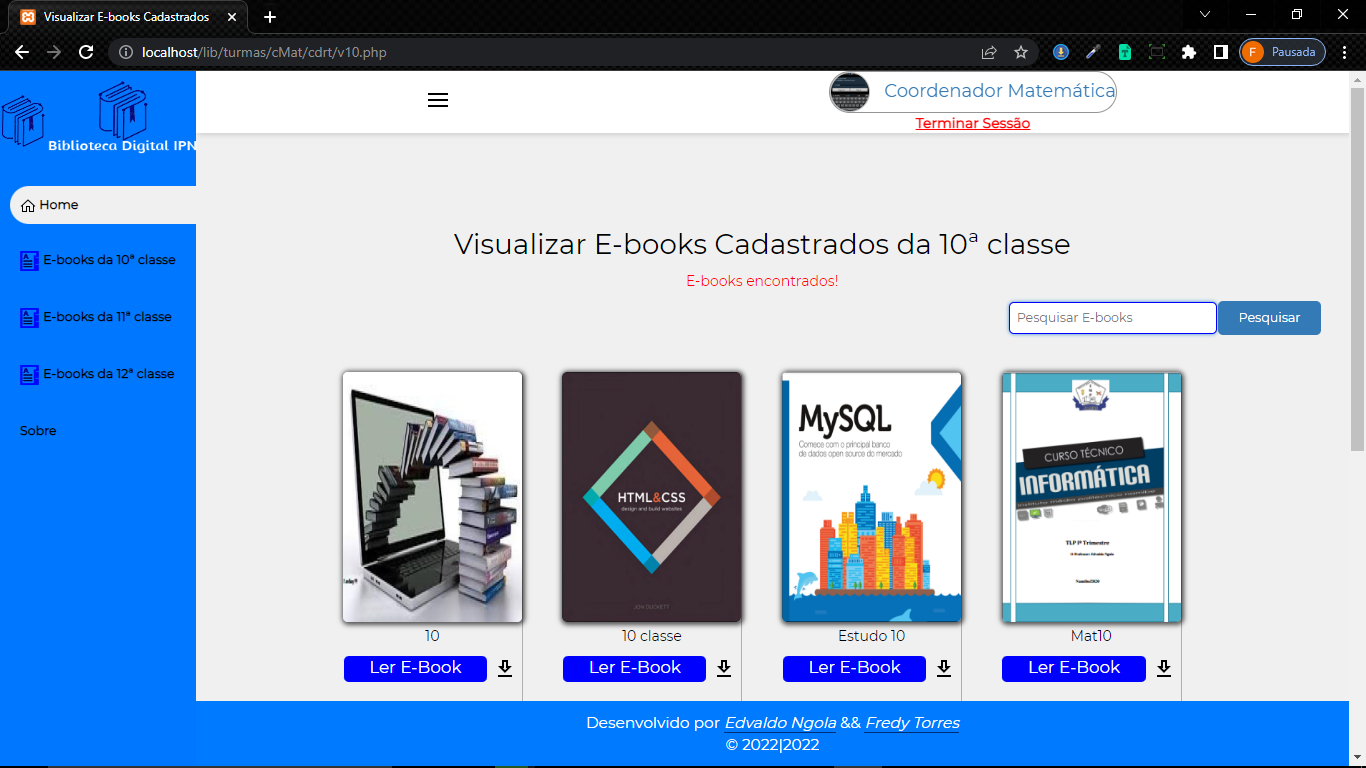 Visualizar E-books Cadastrados
localhost/lib/turmas/cMat/cdrt/v10.php
F Pausada
Biblioteca Digital IPN
Coordenador Matemática
Terminar Sessão
Home
E-books da 10ª classe
E-books da 11ª classe
E-books da 12ª classe
Sobre
Visualizar E-books Cadastrados da 10ª classe
E-books encontrados!
Pesquisar E-books
Pesquisar
HTML&CSS
design and build websites
JON DUCKETT
MySQL
Comece com o principal banco
de dados open source do mercado
CURSO TÉCNICO
INFORMÁTICA
TLP 1º Trimestre
10
10 classe
Estudo 10
Mat10
Ler E-Book
Ler E-Book
Ler E-Book
Ler E-Book
Desenvolvido por Edvaldo Ngola && Fredy Torres
© 2022|2022